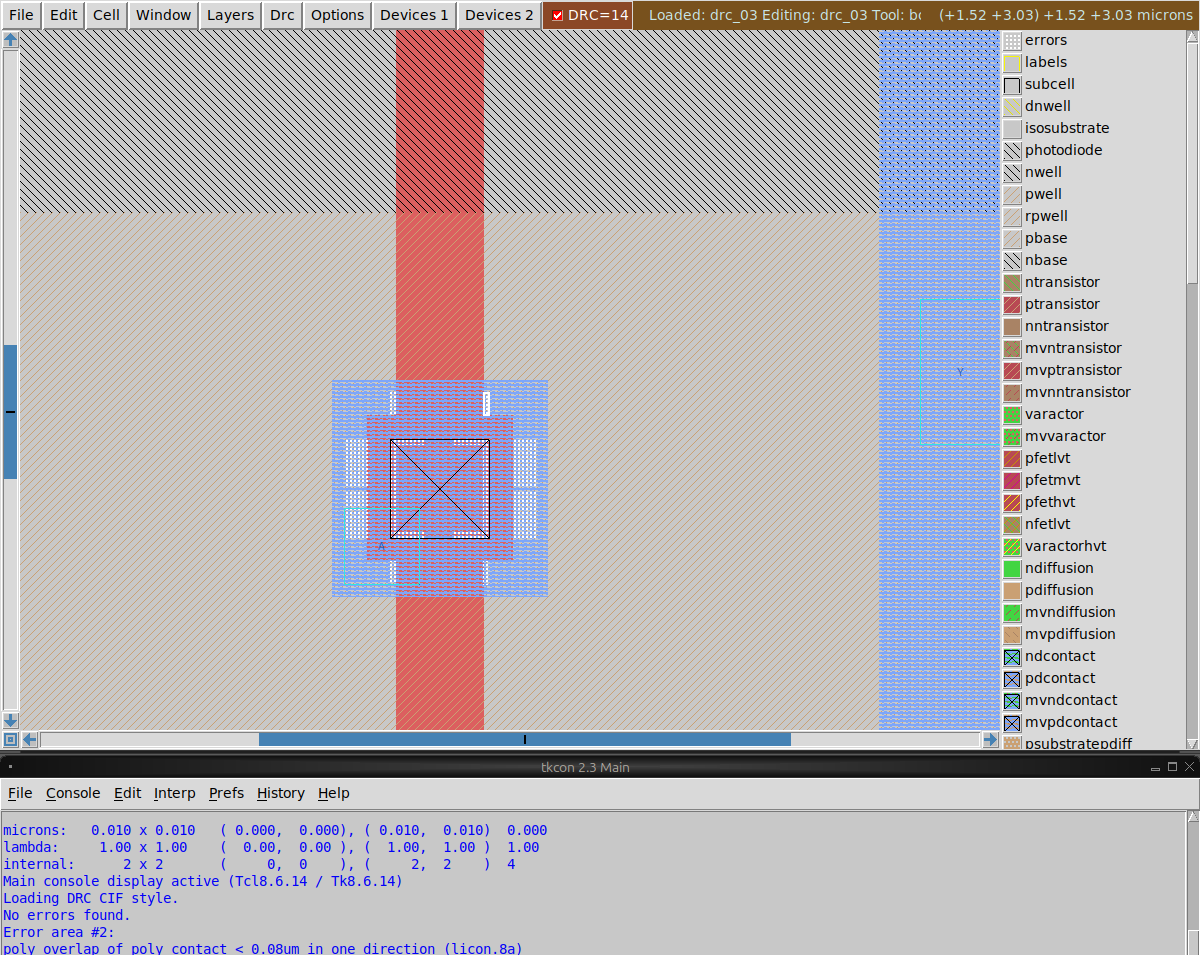 File Edit Cell Window Layers Drc Options Devices 1 Devices 2 DRC=14 Loaded: drc_03 Editing: drc_03 Tool: bo (+1.52 +3.03) +1.52 +3.03 microns
errors
labels
subcell
dnwell
isosubstrate
photodiode
nwell
pwell
rpwell
pbase
nbase
ntransistor
ptransistor
nntransistor
mvntransistor
mvptransistor
mvnntransistor
varactor
mvvaractor
pfetlvt
pfetmvt
pfethvt
nfetlvt
varactorhvt
ndiffusion
pdiffusion
mvndiffusion
mvpdiffusion
ndcontact
pdcontact
mvndcontact
mvpdcontact
psubstratepdiff
Y
A
tkcon 2.3 Main
File Console Edit Interp Prefs History Help
microns: 0.010 x 0.010 ( 0.000, 0.000), ( 0.010, 0.010) 0.000
lambda: 1.00 x 1.00 ( 0.00, 0.00 ), ( 1.00, 1.00 ) 1.00
internal: 2 x 2 ( 0, 0 ), ( 2, 2 ) 4
Main console display active (Tcl8.6.14 / Tk8.6.14)
Loading DRC CIF style.
No errors found.
Error area #2:
poly overlap of poly contact < 0.08um in one direction (licon.8a)